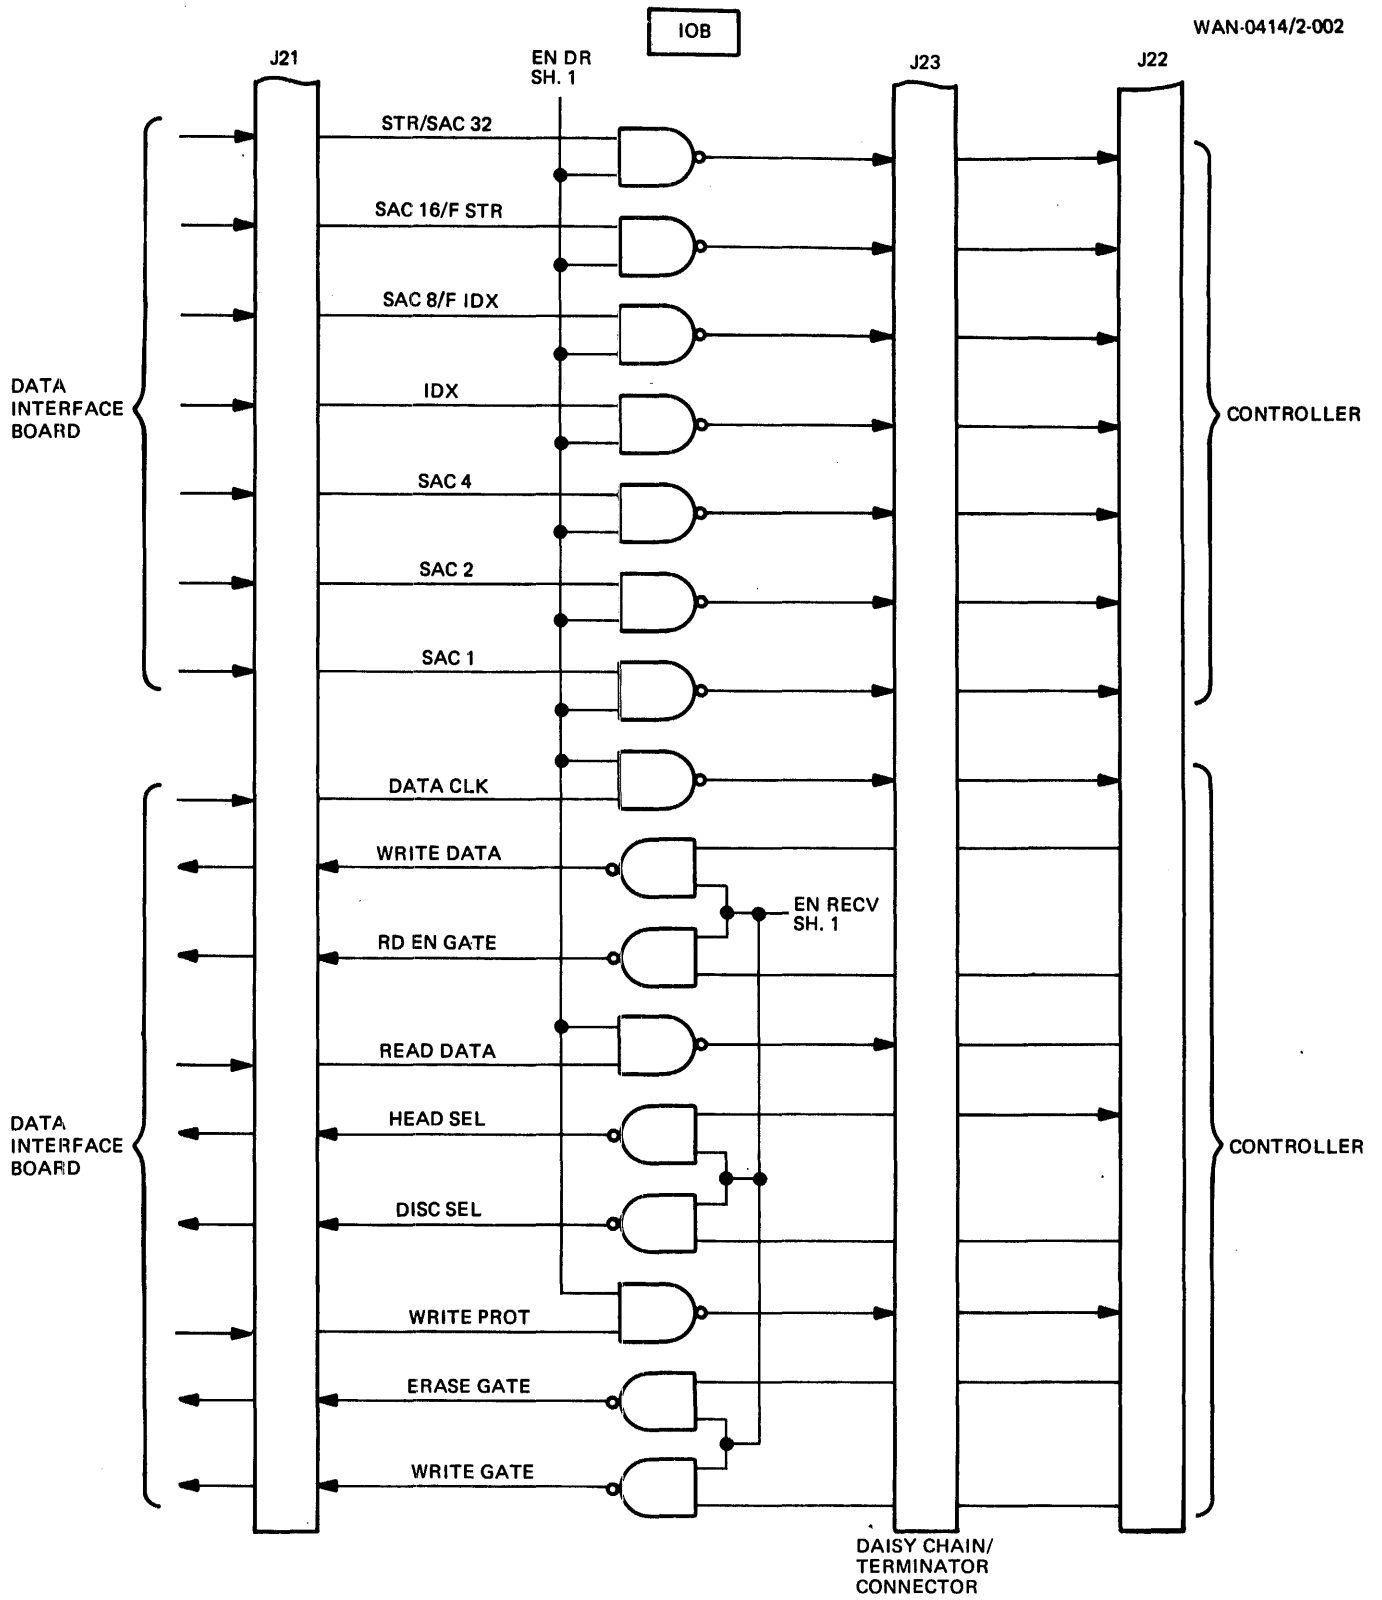 IOB
WAN-0414/2-002
J21
EN DR
SH. 1
J23
J22
STR/SAC 32
SAC 16/F STR
SAC 8/F IDX
DATA
INTERFACE
BOARD
IDX
CONTROLLER
SAC 4
SAC 2
SAC 1
DATA CLK
WRITE DATA
EN RECV
SH. 1
RD EN GATE
READ DATA
DATA
INTERFACE
BOARD
HEAD SEL
CONTROLLER
DISC SEL
WRITE PROT
ERASE GATE
WRITE GATE
DAISY CHAIN/
TERMINATOR
CONNECTOR